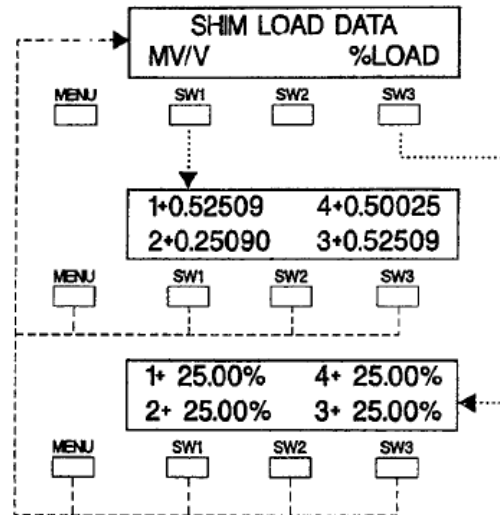 SHIM LOAD DATA
MV/V %LOAD
MENU SW1 SW2 SW3
1+0.52509 4+0.50025
2+0.25090 3+0.52509
MENU SW1 SW2 SW3
1+ 25.00% 4+ 25.00%
2+ 25.00% 3+ 25.00%
MENU SW1 SW2 SW3